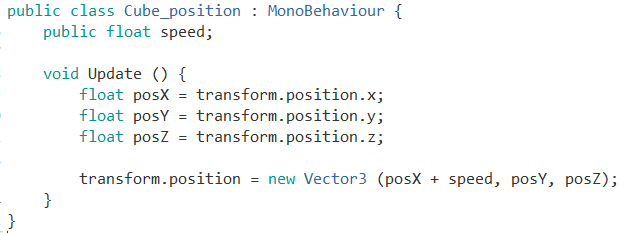 public class Cube_position : MonoBehaviour {
public float speed;
void Update () {
float posX = transform.position.x;
float posY = transform.position.y;
float posZ = transform.position.z;
transform.position = new Vector3 (posX + speed, posY, posZ);
}
}